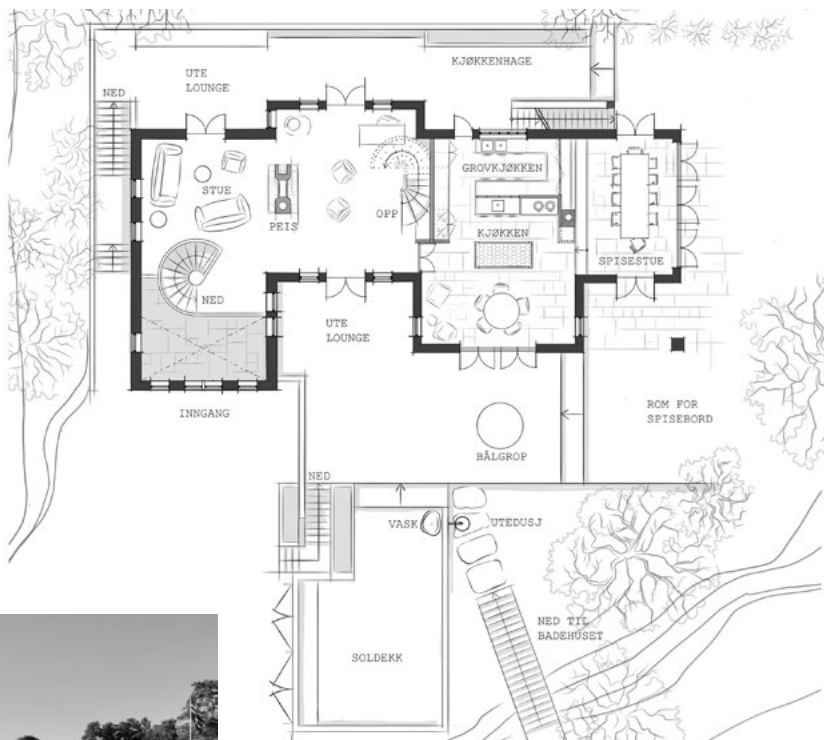 UTE
LOUNGE
KJØKKENHAGE
NED
GROVKJØKKEN
STUE
OPP
PEIS
KJØKKEN
SPISESTUE
NED
UTE
LOUNGE
INNGANG
ROM FOR
SPISEBORD
BÅLGROP
NED
VASK
UTEDUSJ
NED TIL
BADEHUSET
SOLDEKK